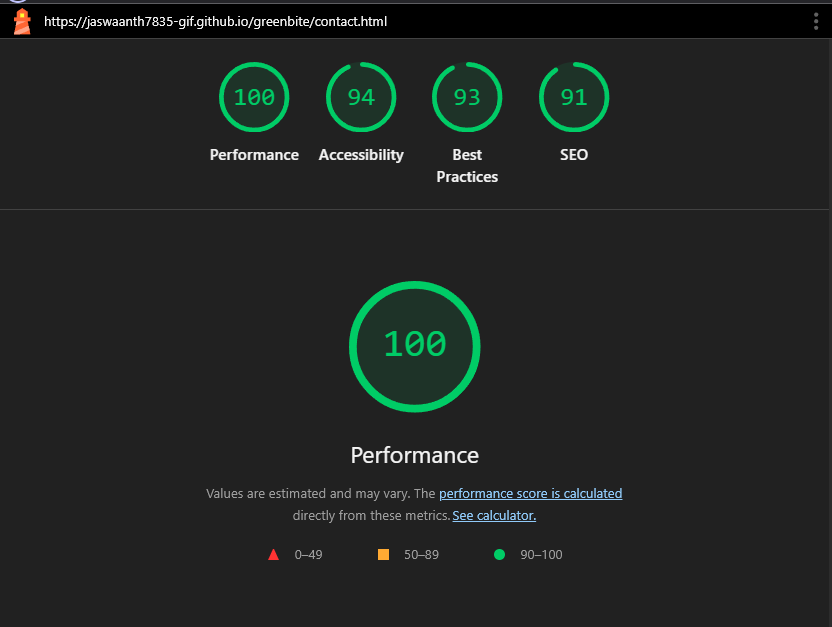 https://jaswaanth7835-gif.github.io/greenbite/contact.html
100 94 93 91
Performance Accessibility Best Practices SEO
100
Performance
Values are estimated and may vary. The performance score is calculated
directly from these metrics. See calculator.
0–49 50–89 90–100